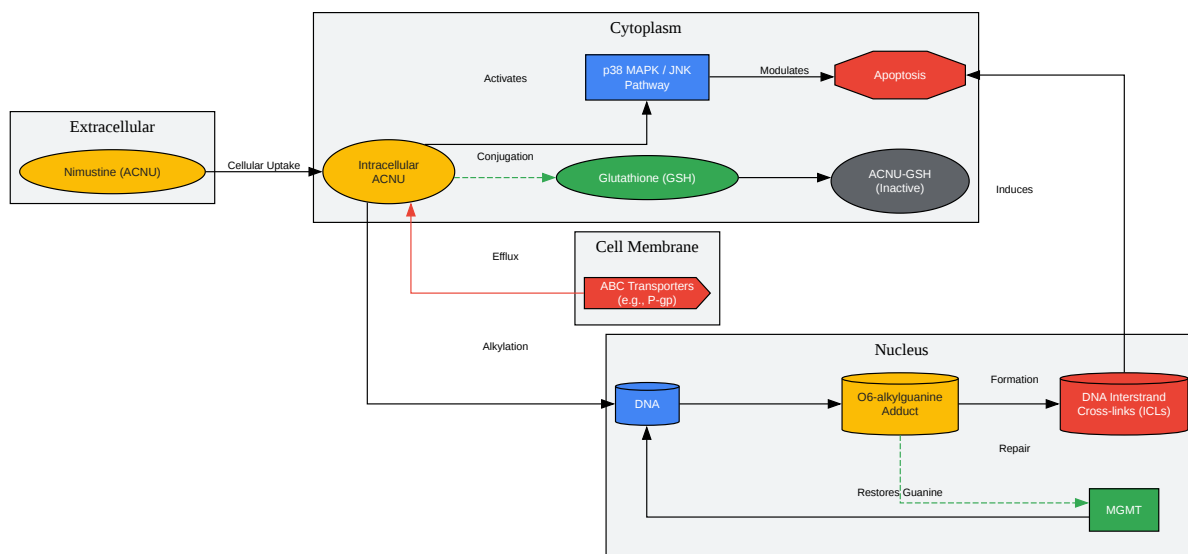 Cytoplasm
p38 MAPK / JNK
Pathway
Activates
Modulates
Apoptosis
Extracellular
Nimustine (ACNU)
Cellular Uptake
Intracellular
ACNU
Conjugation
Glutathione (GSH)
ACNU-GSH
(Inactive)
Induces
Cell Membrane
Efflux
ABC Transporters
(e.g., P-gp)
Alkylation
Nucleus
DNA
O6-alkylguanine
Adduct
Formation
DNA Interstrand
Cross-links (ICLs)
Repair
Restores Guanine
MGMT